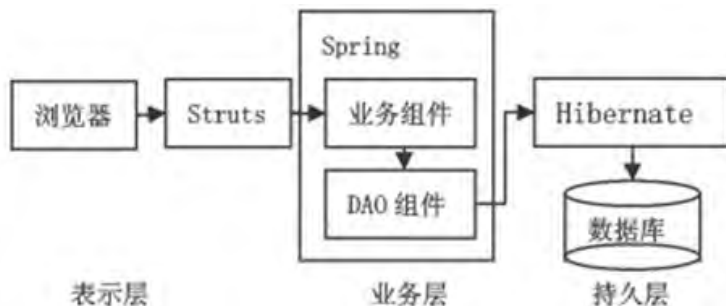 Spring
浏览器
Struts
业务组件
Hibernate
DAO 组件
数据库
表示层
业务层
持久层